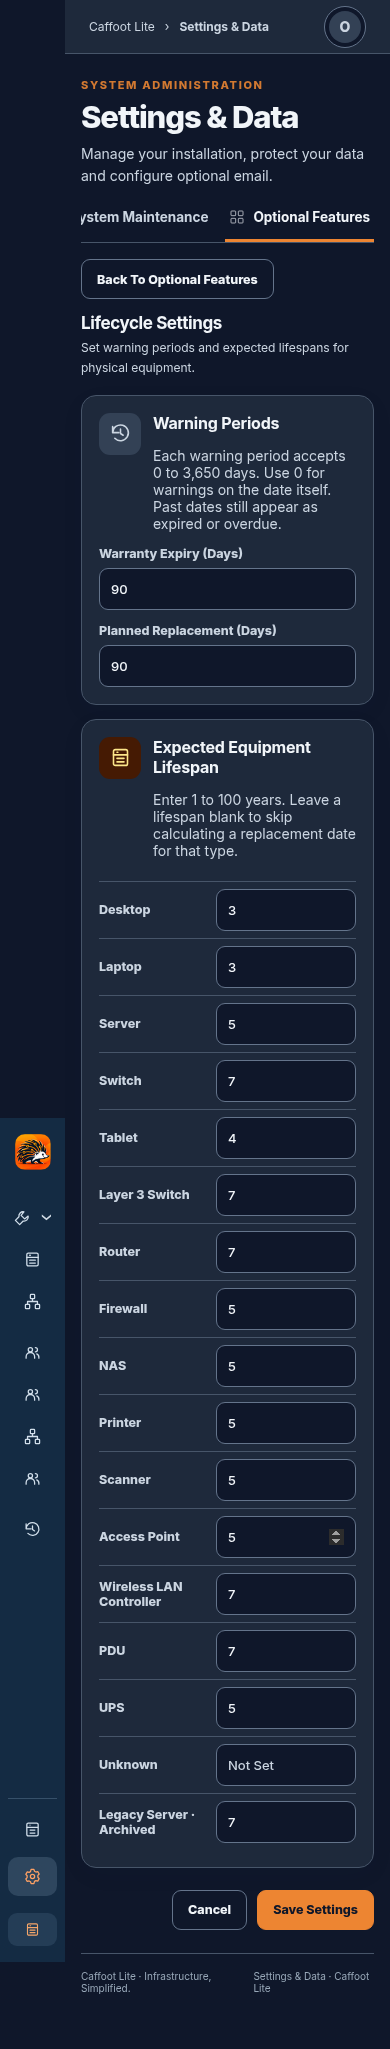 Caffoot Lite › Settings & Data
O
SYSTEM ADMINISTRATION
Settings & Data
Manage your installation, protect your data
and configure optional email.
ystem Maintenance
Optional Features
Back To Optional Features
Lifecycle Settings
Set warning periods and expected lifespans for
physical equipment.
Warning Periods
Each warning period accepts
0 to 3,650 days. Use 0 for
warnings on the date itself.
Past dates still appear as
expired or overdue.
Warranty Expiry (Days)
90
Planned Replacement (Days)
90
Expected Equipment
Lifespan
Enter 1 to 100 years. Leave a
lifespan blank to skip
calculating a replacement date
for that type.
Desktop 3
Laptop 3
Server 5
Switch 7
Tablet 4
Layer 3 Switch 7
Router 7
Firewall 5
NAS 5
Printer 5
Scanner 5
Access Point 5
Wireless LAN
Controller
7
PDU 7
UPS 5
Unknown Not Set
Legacy Server ·
Archived
7
Cancel
Save Settings
Caffoot Lite · Infrastructure,
Simplified.
Settings & Data · Caffoot
Lite